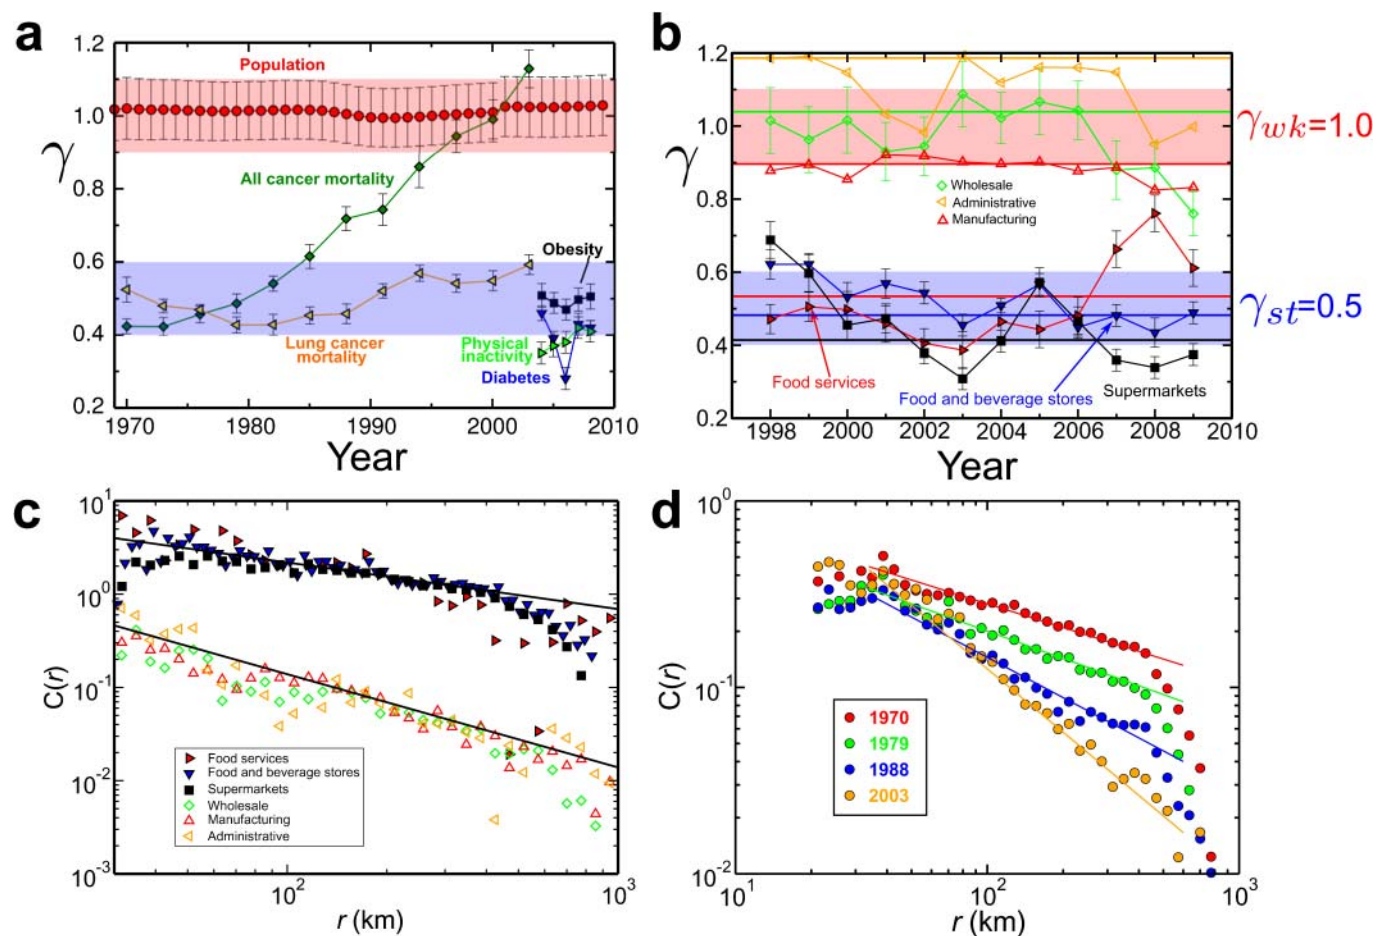 a
1.2
1.0
0.8
0.6
0.4
0.2
γ
Population
All cancer mortality
Obesity
Lung cancer
mortality
Physical
inactivity
Diabetes
1970
1980
1990
2000
2010
Year
b
1.2
1.0
0.8
0.6
0.4
0.2
γ
Wholesale
Administrative
Manufacturing
Food services
Food and beverage stores
Supermarkets
γwk=1.0
γst=0.5
1998
2000
2002
2004
2006
2008
2010
Year
c
10^1
10^0
10^-1
10^-2
10^-3
C(r)
Food services
Food and beverage stores
Supermarkets
Wholesale
Manufacturing
Administrative
10^2
10^3
r (km)
d
10^0
10^-1
10^-2
C(r)
1970
1979
1988
2003
10
10^2
10^3
r (km)